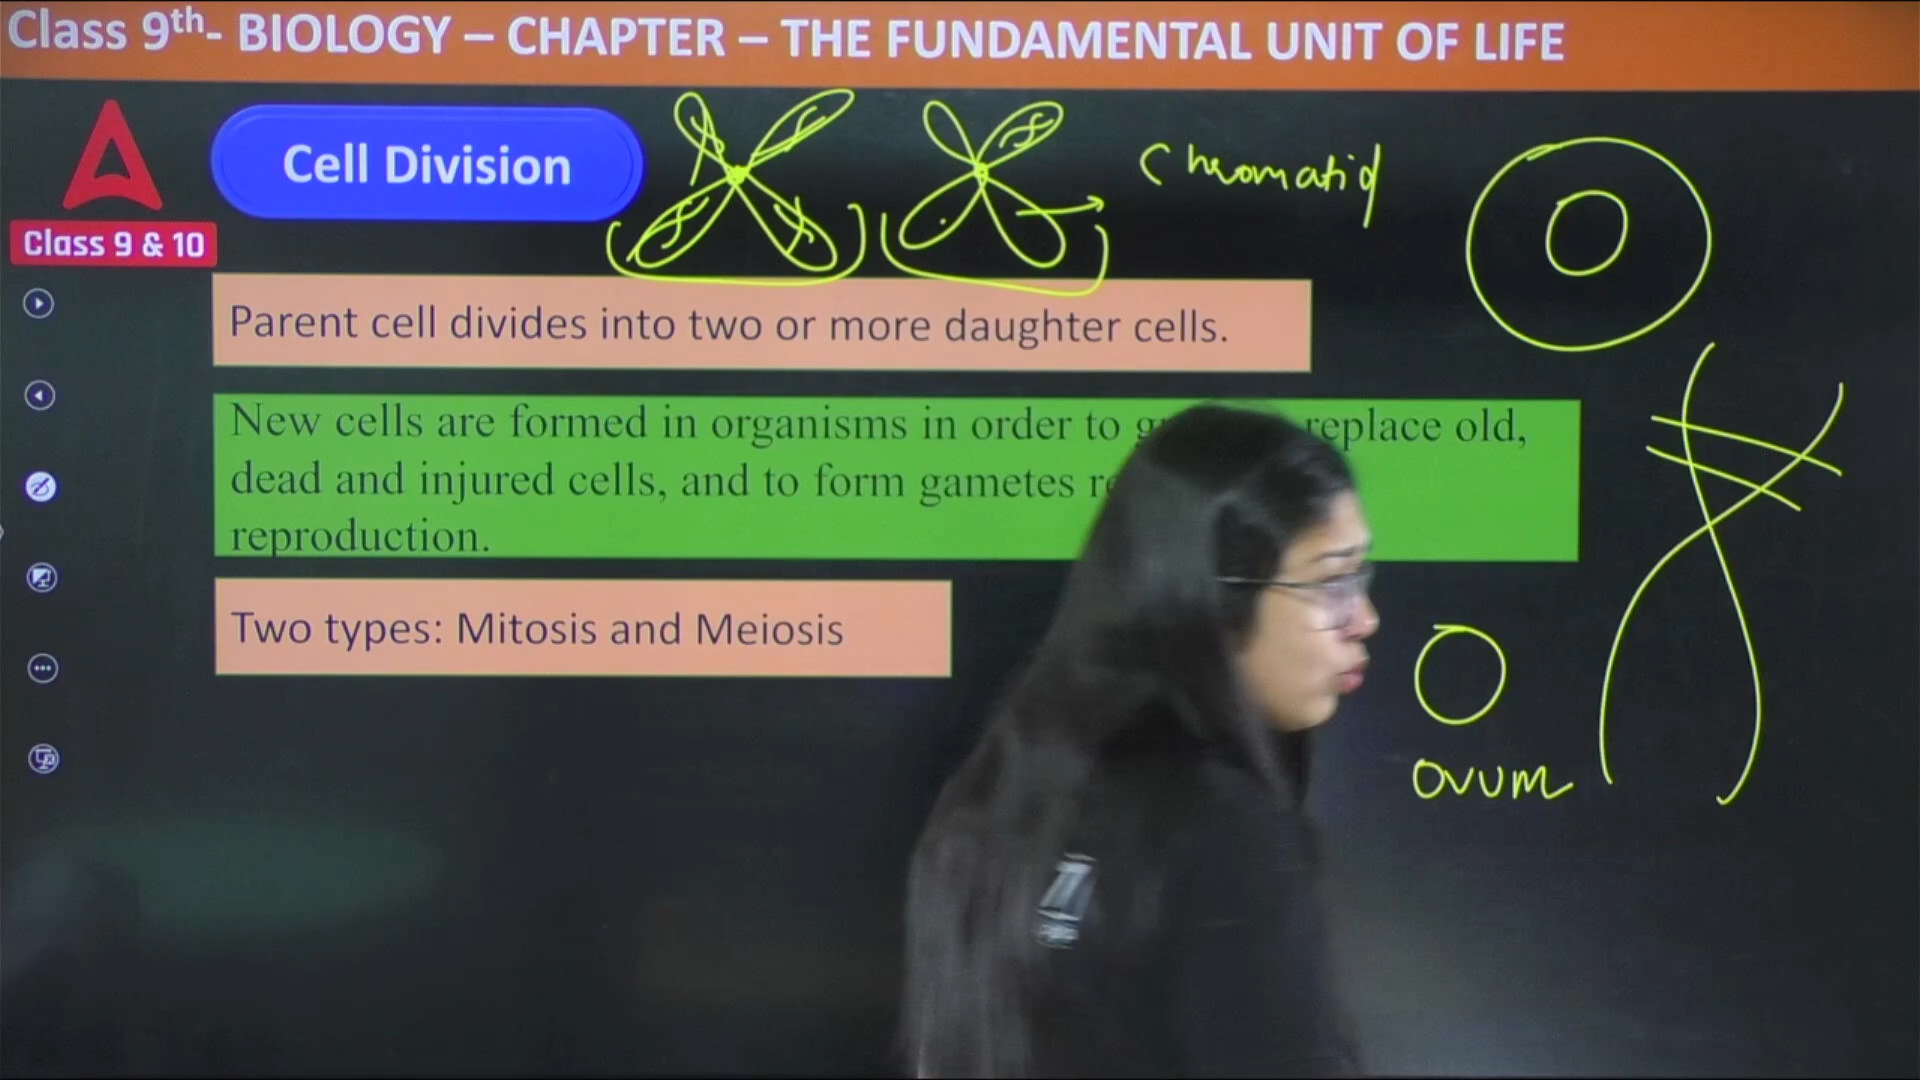 Class 9th- BIOLOGY – CHAPTER – THE FUNDAMENTAL UNIT OF LIFE
Cell Division
Chromatid
Class 9 & 10
Parent cell divides into two or more daughter cells.
New cells are formed in organisms in order to replace old,
dead and injured cells, and to form gametes
reproduction.
Two types: Mitosis and Meiosis
ovum